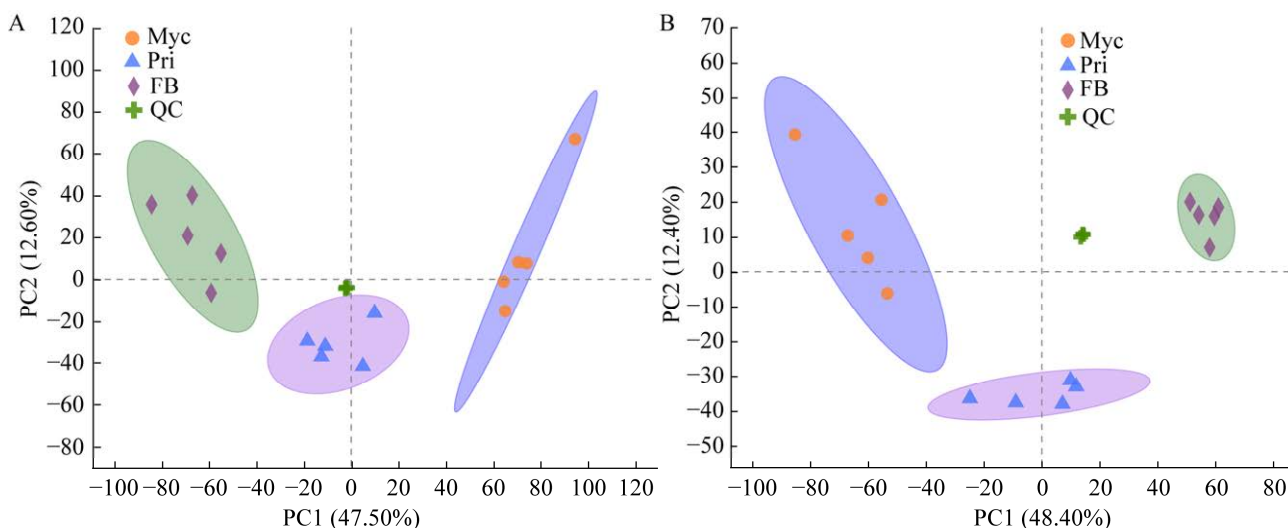 A
Myc
Pri
FB
QC
120
100
80
60
40
20
0
−20
−40
−60
−80
PC2 (12.60%)
−100 −80 −60 −40 −20 0 20 40 60 80 100 120
PC1 (47.50%)
B
Myc
Pri
FB
QC
70
60
50
40
30
20
10
0
−10
−20
−30
−40
−50
PC2 (12.40%)
−100 −80 −60 −40 −20 0 20 40 60 80
PC1 (48.40%)